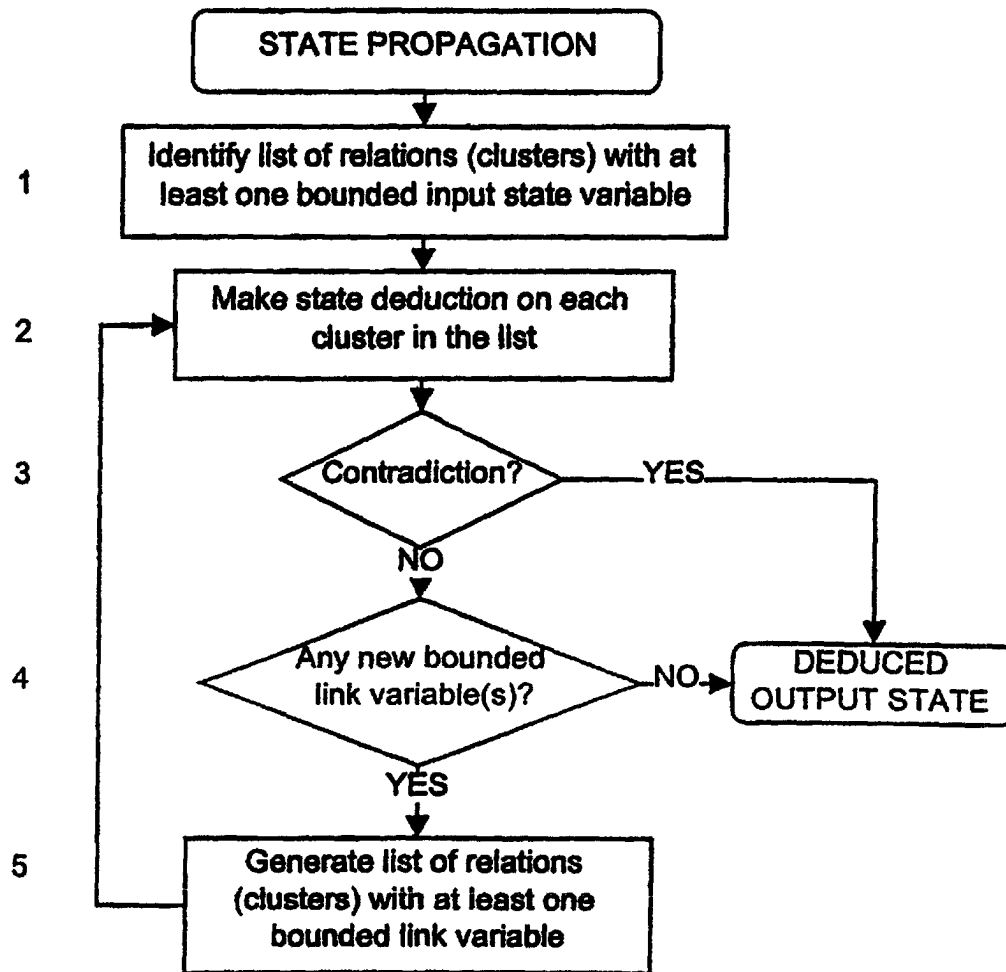 STATE PROPAGATION
1
Identify list of relations (clusters) with at
least one bounded input state variable
2
Make state deduction on each
cluster in the list
3
Contradiction?
YES
NO
4
Any new bounded
link variable(s)?
NO
DEDUCED
OUTPUT STATE
YES
5
Generate list of relations
(clusters) with at least one
bounded link variable